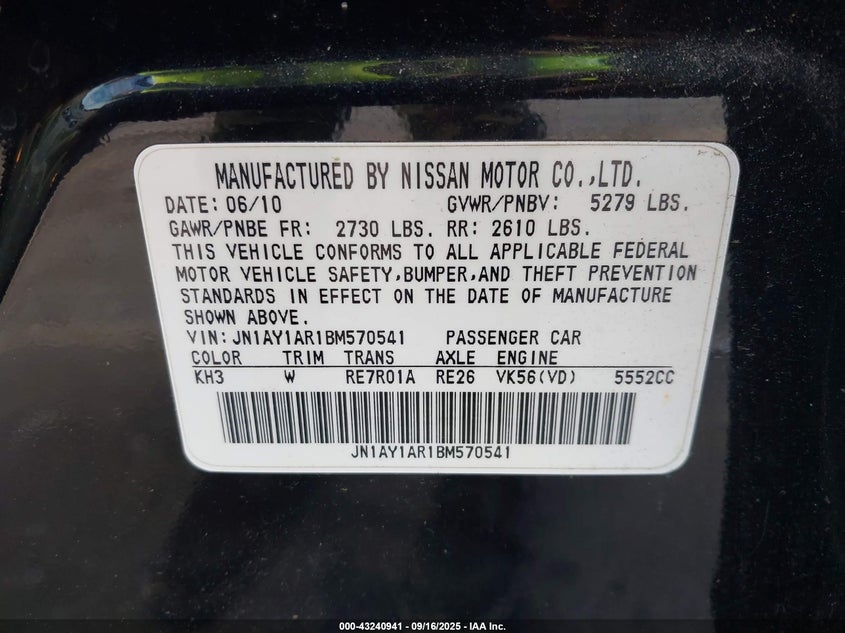 MANUFACTURED BY NISSAN MOTOR CO.,LTD.
DATE: 06/10 GVWR/PNBV: 5279 LBS.
GAWR/PNBE FR: 2730 LBS. RR: 2610 LBS.
THIS VEHICLE CONFORMS TO ALL APPLICABLE FEDERAL
MOTOR VEHICLE SAFETY,BUMPER,AND THEFT PREVENTION
STANDARDS IN EFFECT ON THE DATE OF MANUFACTURE
SHOWN ABOVE.
VIN:JN1AY1AR1BM570541 PASSENGER CAR
COLOR TRIM TRANS AXLE ENGINE
KH3 W RE7R01A RE26 VK56(VD) 5552CC
JN1AY1AR1BM570541
000-43240941 - 09/16/2025 - IAA Inc.